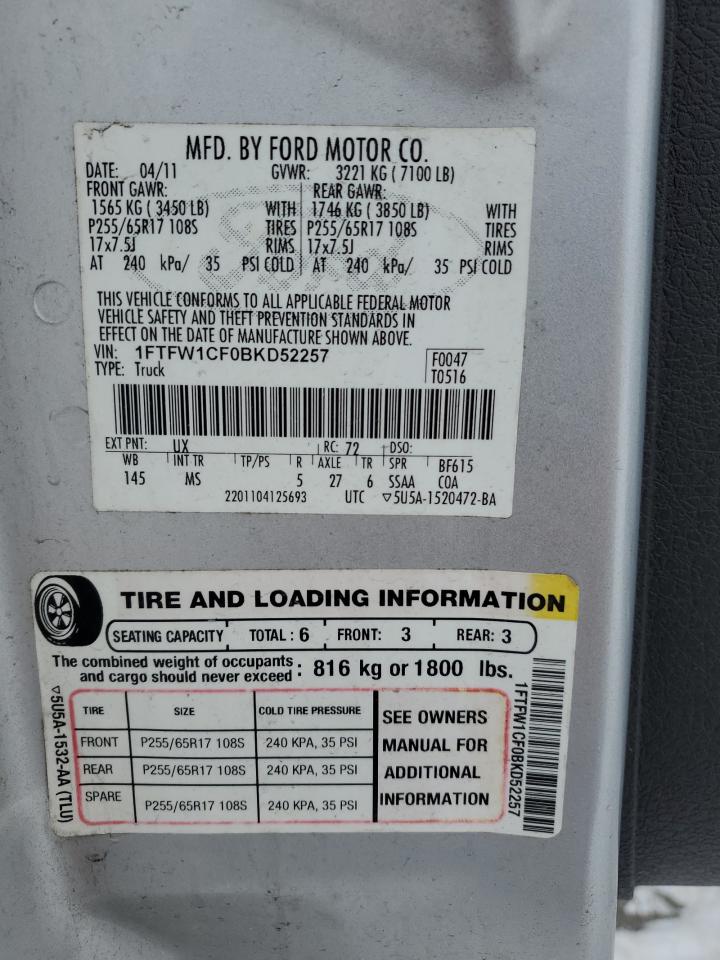 MFD. BY FORD MOTOR CO.
DATE: 04/11 GVWR: 3221 KG ( 7100 LB)
FRONT GAWR: REAR GAWR:
1565 KG ( 3450 LB) WITH 1746 KG ( 3850 LB) WITH
P255/65R17 108S TIRES P255/65R17 108S TIRES
17x7.5J RIMS 17x7.5J RIMS
AT 240 kPa/ 35 PSI COLD AT 240 kPa/ 35 PSI COLD
THIS VEHICLE CONFORMS TO ALL APPLICABLE FEDERAL MOTOR
VEHICLE SAFETY AND THEFT PREVENTION STANDARDS IN
EFFECT ON THE DATE OF MANUFACTURE SHOWN ABOVE.
VIN: 1FTFW1CF0BKD52257 F0047
TYPE: Truck T0516
EXT PNT: UX RC: 72 DSO:
WB INT TR TP/PS R AXLE TR SPR BF615
145 MS 5 27 6 SSAA COA
2201104125693 UTC ▽5U5A-1520472-BA
TIRE AND LOADING INFORMATION
SEATING CAPACITY TOTAL : 6 FRONT: 3 REAR: 3
The combined weight of occupants
and cargo should never exceed : 816 kg or 1800 lbs.
TIRE SIZE COLD TIRE PRESSURE
FRONT P255/65R17 108S 240 KPA, 35 PSI
REAR P255/65R17 108S 240 KPA, 35 PSI
SPARE P255/65R17 108S 240 KPA, 35 PSI
SEE OWNERS
MANUAL FOR
ADDITIONAL
INFORMATION
▽5U5A-1532-AA (TLU)
1FTFW1CF0BKD52257